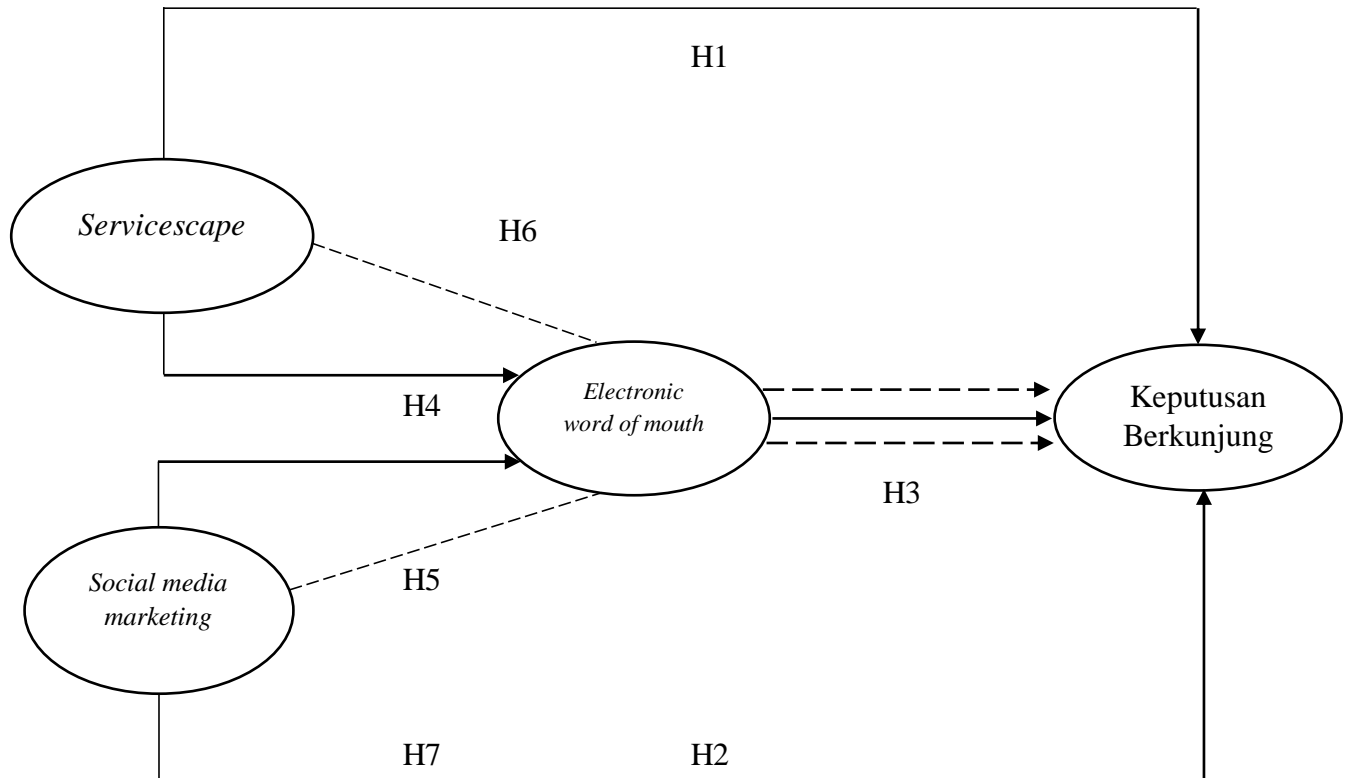 H1
Servicescape
H6
H4
Electronic
word of mouth
Keputusan
Berkunjung
H3
H5
Social media
marketing
H7
H2